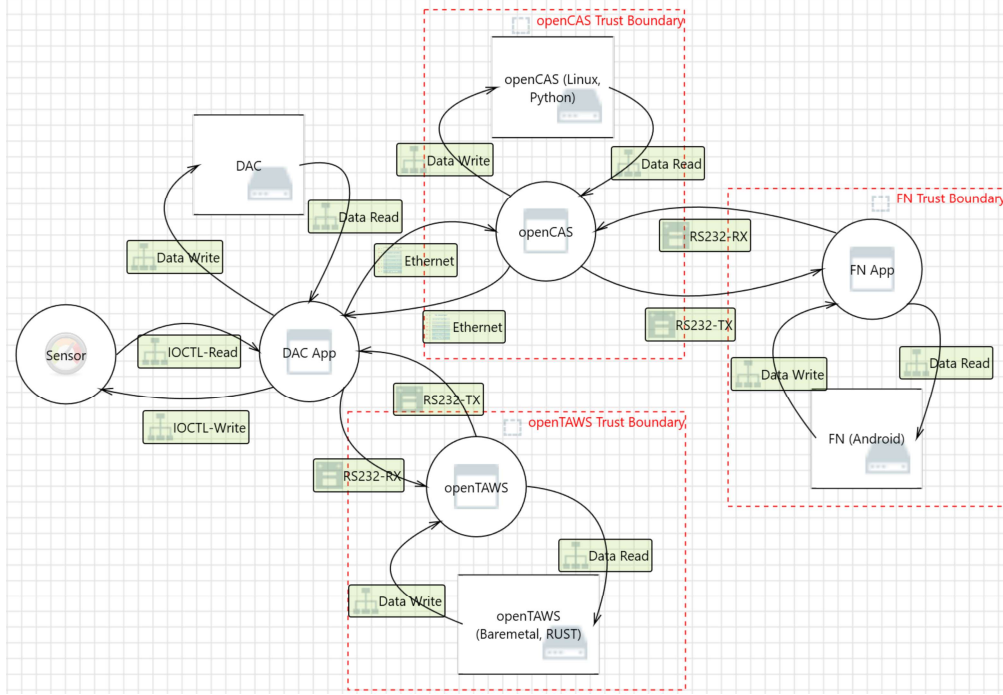 openCAS Trust Boundary
openCAS (Linux,
Python)
Data Write
Data Read
DAC
Data Read
Data Write
openCAS
Ethernet
Ethernet
RS232-RX
RS232-TX
FN Trust Boundary
FN App
Data Write
Data Read
FN (Android)
Sensor
IOCTL-Read
IOCTL-Write
DAC App
RS232-TX
RS232-RX
openTAWS Trust Boundary
openTAWS
Data Read
Data Write
openTAWS
(Baremetal, RUST)